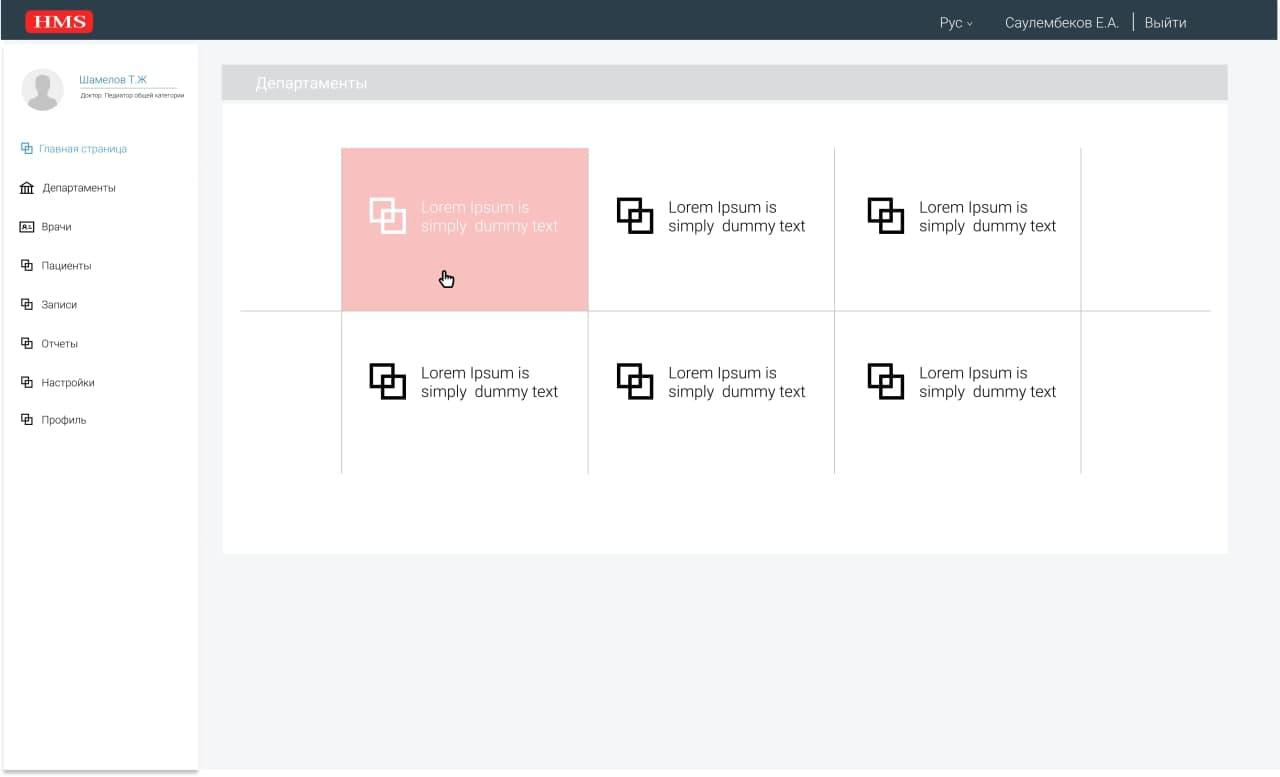 HMS
Рус
Саулембеков Е.А.
Выйти
Шамелов Т.Ж
Доктор. Педиатор общей категории
Главная страница
Департаменты
Врачи
Пациенты
Записи
Отчеты
Настройки
Профиль
Департаменты
Lorem Ipsum is
simply dummy text
Lorem Ipsum is
simply dummy text
Lorem Ipsum is
simply dummy text
Lorem Ipsum is
simply dummy text
Lorem Ipsum is
simply dummy text
Lorem Ipsum is
simply dummy text